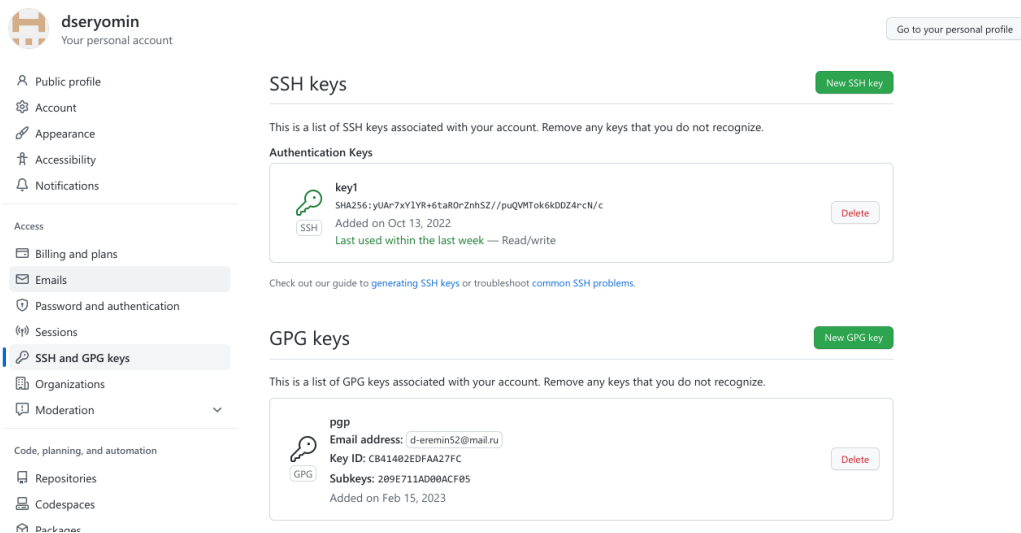 dseryomin
Your personal account
Go to your personal profile
Public profile
Account
Appearance
Accessibility
Notifications
Access
Billing and plans
Emails
Password and authentication
Sessions
SSH and GPG keys
Organizations
Moderation
Code, planning, and automation
Repositories
Codespaces
Packages
SSH keys
New SSH key
This is a list of SSH keys associated with your account. Remove any keys that you do not recognize.
Authentication Keys
key1
SHA256:yUAr7xYlYR+6taROrZnhSZ//puQVMTok6kDDZ4rcN/c
Added on Oct 13, 2022
Last used within the last week — Read/write
SSH
Delete
Check out our guide to generating SSH keys or troubleshoot common SSH problems.
GPG keys
New GPG key
This is a list of GPG keys associated with your account. Remove any keys that you do not recognize.
pgp
Email address: d-eremin52@mail.ru
Key ID: CB41402EDFAA27FC
Subkeys: 209E711AD00ACF05
Added on Feb 15, 2023
GPG
Delete